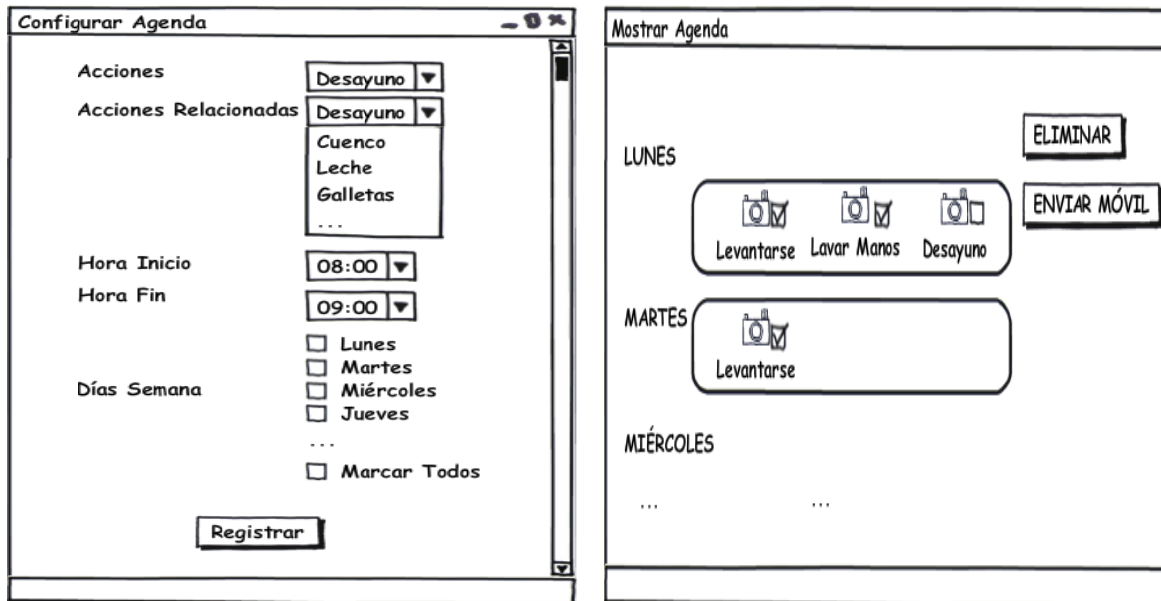 Configurar Agenda
Acciones
Desayuno
Acciones Relacionadas
Desayuno
Cuenco
Leche
Galletas
...
Hora Inicio
08:00
Hora Fin
09:00
Días Semana
Lunes
Martes
Miércoles
Jueves
...
Marcar Todos
Registrar
Mostrar Agenda
ELIMINAR
ENVIAR MÓVIL
LUNES
Levantarse Lavar Manos Desayuno
MARTES
Levantarse
MIÉRCOLES
... ...